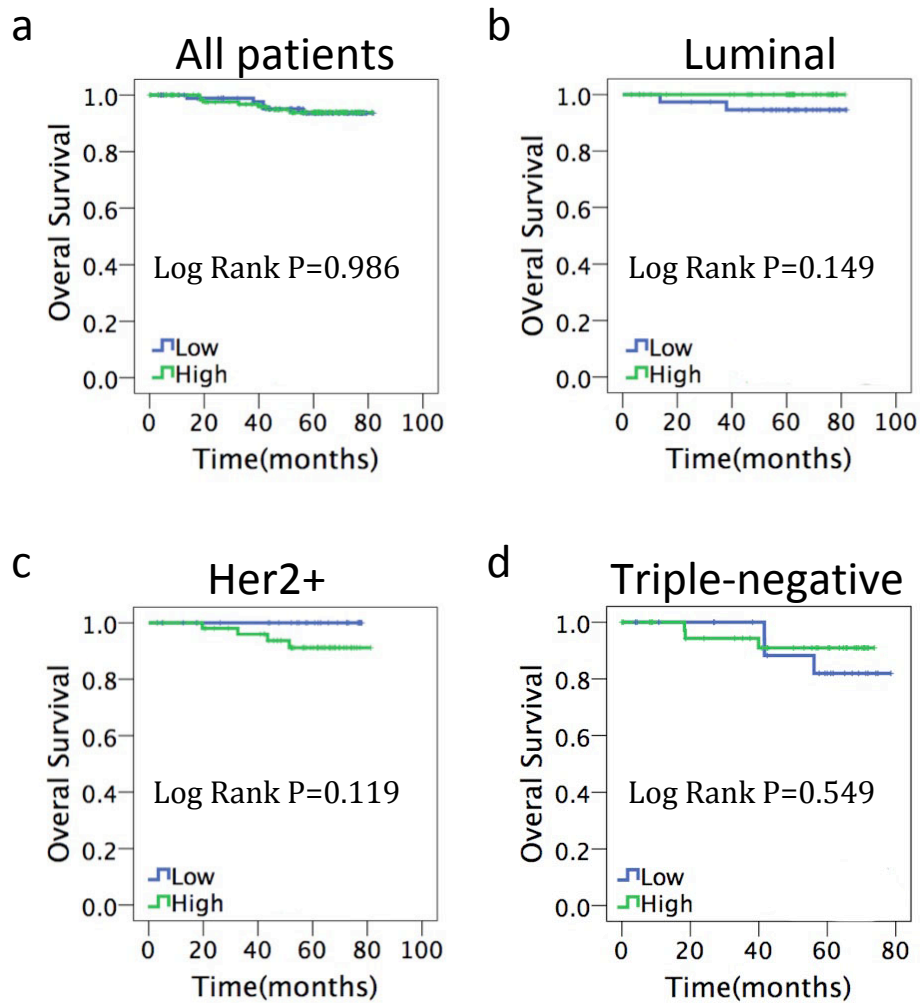 a
All patients
1.0
0.8
0.6
0.4
0.2
0.0
Overal Survival
Log Rank P=0.986
Low
High
0 20 40 60 80 100
Time(months)
b
Luminal
1.0
0.8
0.6
0.4
0.2
0.0
OVeral Survival
Log Rank P=0.149
Low
High
0 20 40 60 80 100
Time(months)
c
Her2+
1.0
0.8
0.6
0.4
0.2
0.0
Overal Survival
Log Rank P=0.119
Low
High
0 20 40 60 80 100
Time(months)
d
Triple-negative
1.0
0.8
0.6
0.4
0.2
0.0
Overal Survival
Log Rank P=0.549
Low
High
0 20 40 60 80
Time(months)